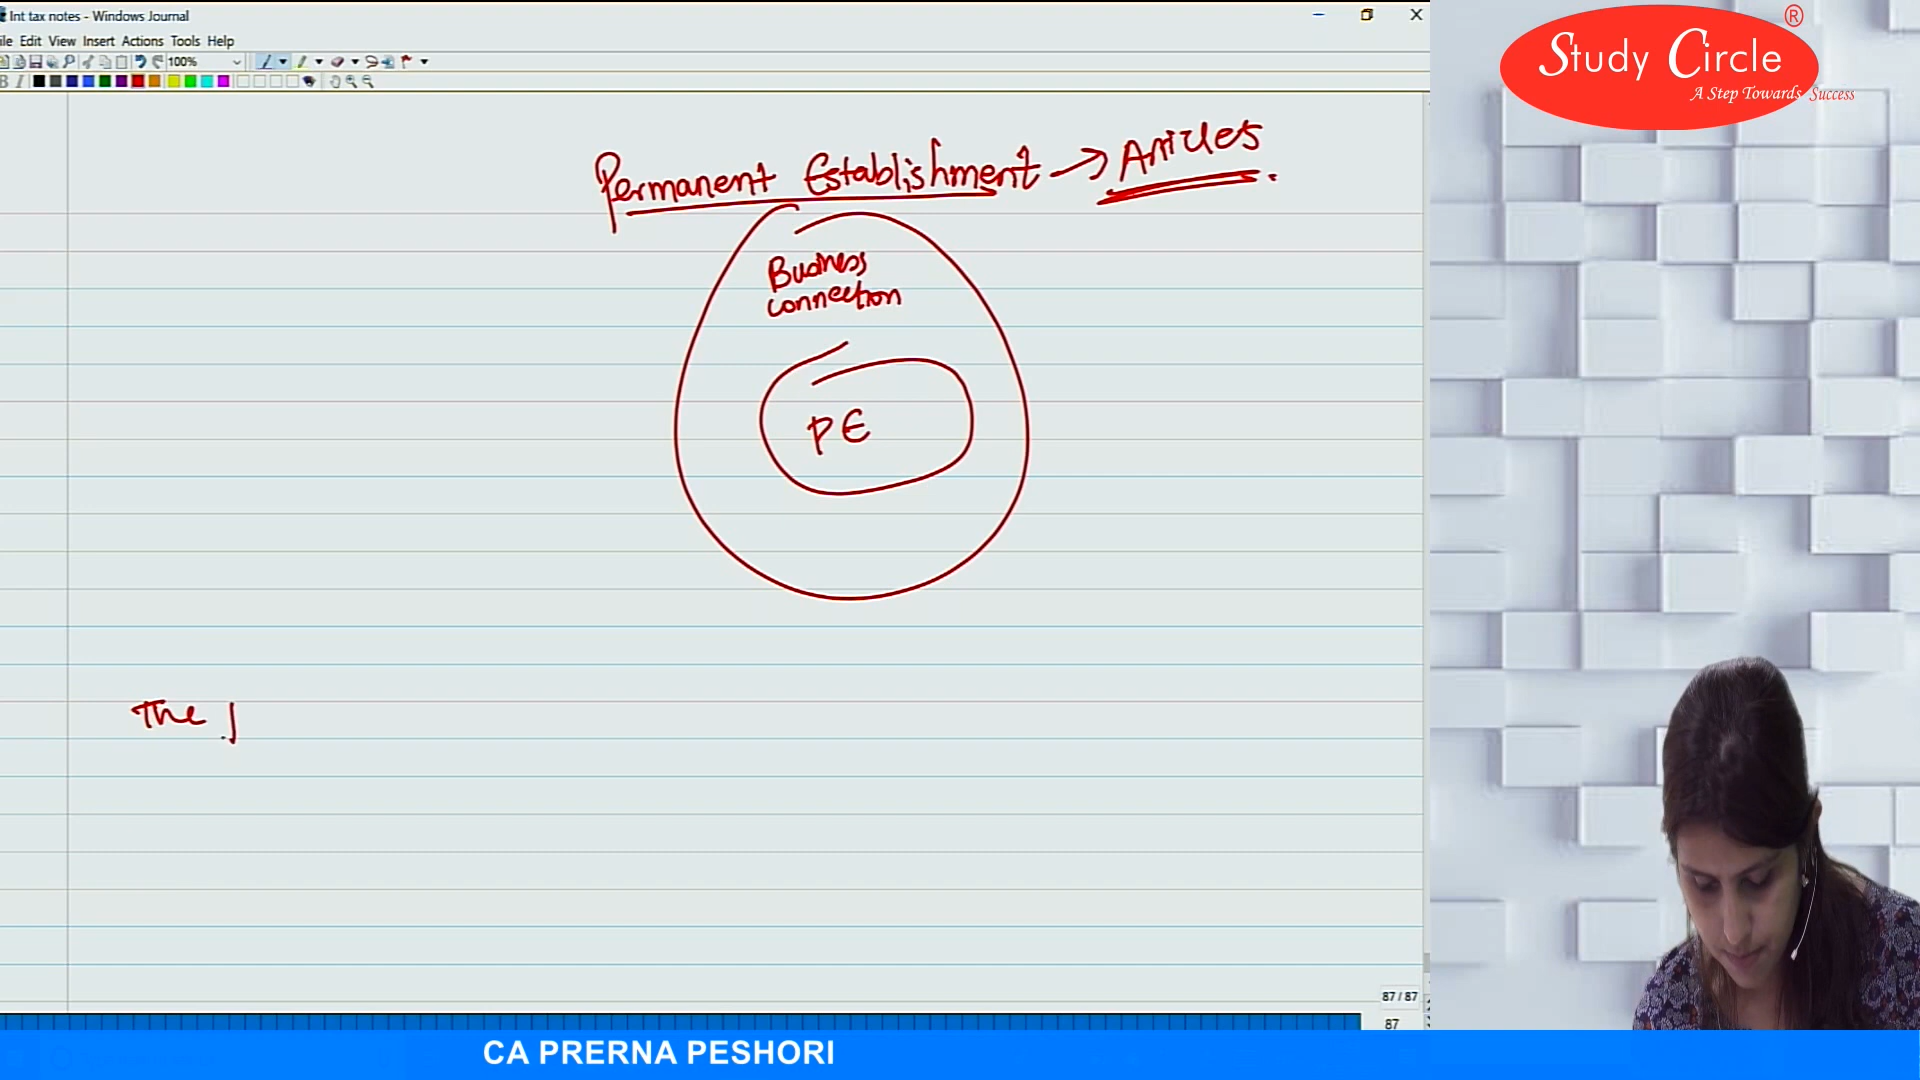 Int tax notes - Windows Journal
ile Edit View Insert Actions Tools Help
100%
B I
Study Circle ®
A Step Towards Success
Permanent Establishment → Articles
Business
connection
PE
The
87 / 87
87
CA PRERNA PESHORI